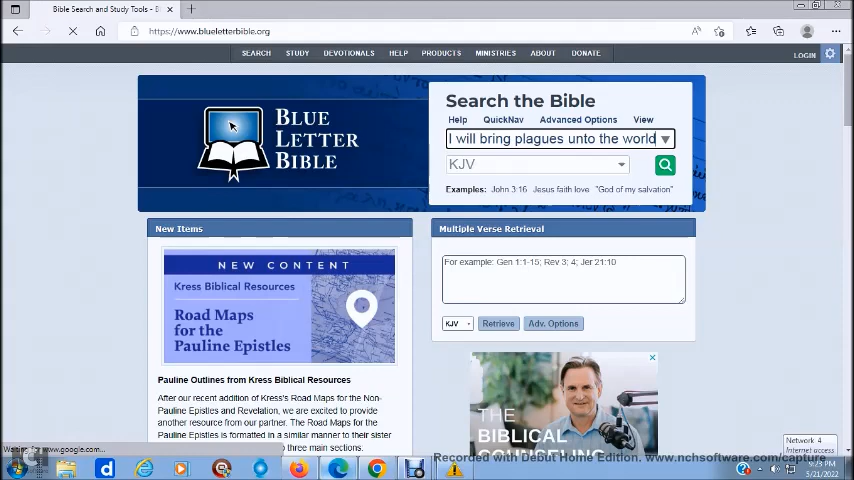 Bible Search and Study Tools - Bl
https://www.blueletterbible.org
SEARCH STUDY DEVOTIONALS HELP PRODUCTS MINISTRIES ABOUT DONATE
LOGIN
BLUE
LETTER
BIBLE
Search the Bible
Help QuickNav Advanced Options View
I will bring plagues unto the world
KJV
Examples: John 3:16 Jesus faith love "God of my salvation"
New Items
NEW CONTENT
Kress Biblical Resources
Road Maps
for the
Pauline Epistles
Pauline Outlines from Kress Biblical Resources
After our recent addition of Kress's Road Maps for the Non-
Pauline Epistles and Revelation, we are excited to provide
another resource from our partner. The Road Maps for the
Pauline Epistles is formatted in a similar manner to their sister
three main sections:
Multiple Verse Retrieval
For example: Gen 1:1-15; Rev 3; 4; Jer 21:10
KJV Retrieve Adv. Options
THE
BIBLICAL
COUNSELING
Network 4
Internet access
Waiting for www.google.com...
Recorded with Debut Home Edition. www.nchsoftware.com/capture
9:23 PM
5/21/2022